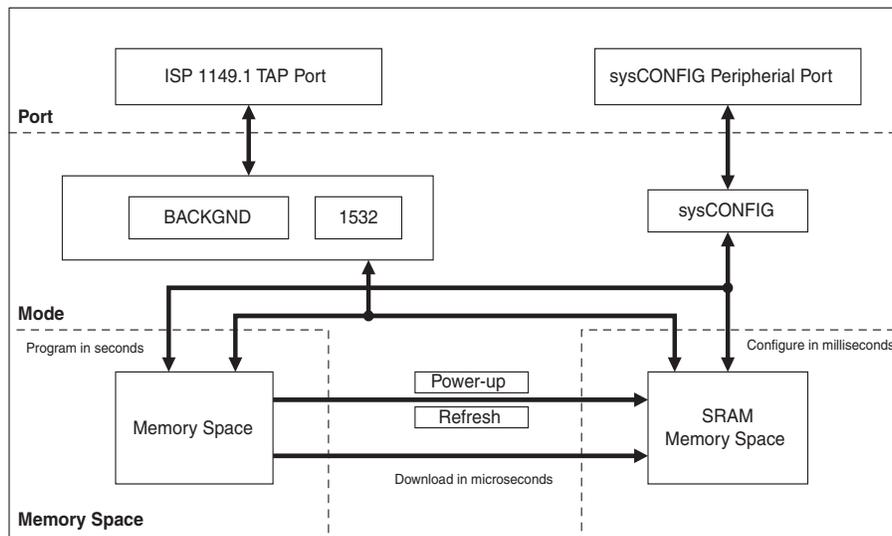 ISP 1149.1 TAP Port
sysCONFIG Peripherial Port
Port
BACKGND
1532
sysCONFIG
Mode
Program in seconds
Configure in milliseconds
Power-up
Memory Space
Refresh
SRAM
Memory Space
Download in microseconds
Memory Space